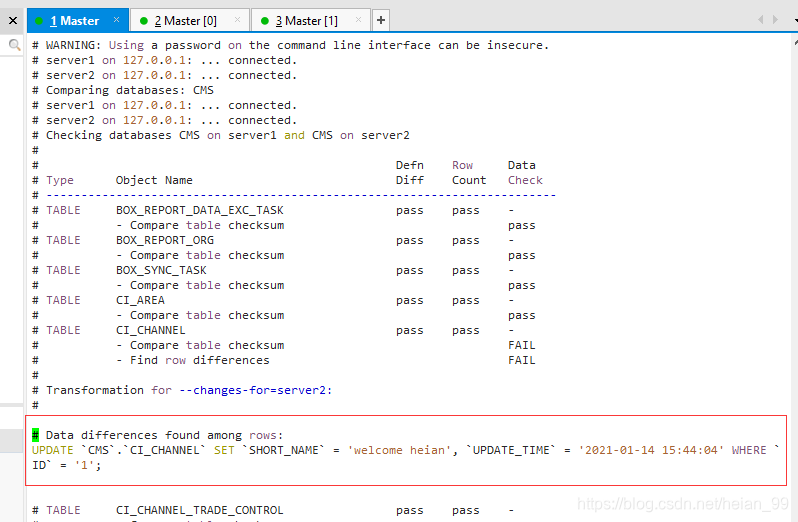 1 Master × 2 Master [0] × 3 Master [1] × +
# WARNING: Using a password on the command line interface can be insecure.
# server1 on 127.0.0.1: ... connected.
# server2 on 127.0.0.1: ... connected.
# Comparing databases: CMS
# server1 on 127.0.0.1: ... connected.
# server2 on 127.0.0.1: ... connected.
# Checking databases CMS on server1 and CMS on server2
#
# Defn Row Data
# Type Object Name Diff Count Check
# -------------------------------------------------------------------------
# TABLE BOX_REPORT_DATA_EXC_TASK pass pass -
# - Compare table checksum pass
# TABLE BOX_REPORT_ORG pass pass -
# - Compare table checksum pass
# TABLE BOX_SYNC_TASK pass pass -
# - Compare table checksum pass
# TABLE CI_AREA pass pass -
# - Compare table checksum pass
# TABLE CI_CHANNEL pass pass -
# - Compare table checksum FAIL
# - Find row differences FAIL
#
# Transformation for --changes-for=server2:
#
# Data differences found among rows:
UPDATE `CMS`.`CI_CHANNEL` SET `SHORT_NAME` = 'welcome heian', `UPDATE_TIME` = '2021-01-14 15:44:04' WHERE `
ID` = '1';
# TABLE CI_CHANNEL_TRADE_CONTROL pass pass -
https://blog.csdn.net/heian_99